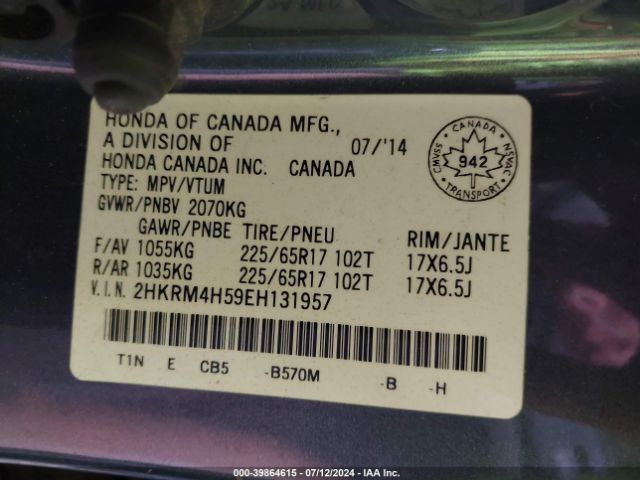 HONDA OF CANADA MFG.,
A DIVISION OF 07/'14
HONDA CANADA INC. CANADA
TYPE: MPV/VTUM
GVWR/PNBV 2070KG
GAWR/PNBE TIRE/PNEU RIM/JANTE
F/AV 1055KG 225/65R17 102T 17X6.5J
R/AR 1035KG 225/65R17 102T 17X6.5J
V.I.N. 2HKRM4H59EH131957
T1N E CB5 -B570M -B -H
CANADA
CMVSS 942 NSVAC
TRANSPORT
000-39864615 - 07/12/2024 - IAA Inc.